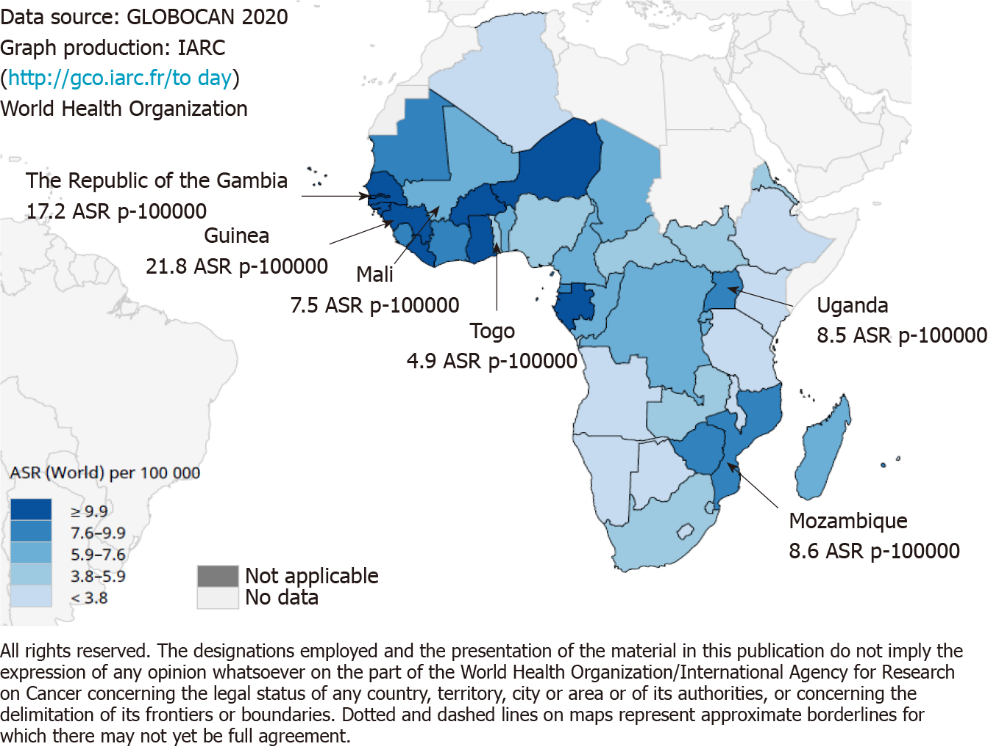 Data source: GLOBOCAN 2020
Graph production: IARC
(http://gco.iarc.fr/to day)
World Health Organization
The Republic of the Gambia
17.2 ASR p-100000
Guinea
21.8 ASR p-100000
Mali
7.5 ASR p-100000
Togo
4.9 ASR p-100000
Uganda
8.5 ASR p-100000
Mozambique
8.6 ASR p-100000
ASR (World) per 100 000
≥ 9.9
7.6–9.9
5.9–7.6
3.8–5.9
< 3.8
Not applicable
No data
All rights reserved. The designations employed and the presentation of the material in this publication do not imply the
expression of any opinion whatsoever on the part of the World Health Organization/International Agency for Research
on Cancer concerning the legal status of any country, territory, city or area or of its authorities, or concerning the
delimitation of its frontiers or boundaries. Dotted and dashed lines on maps represent approximate borderlines for
which there may not yet be full agreement.